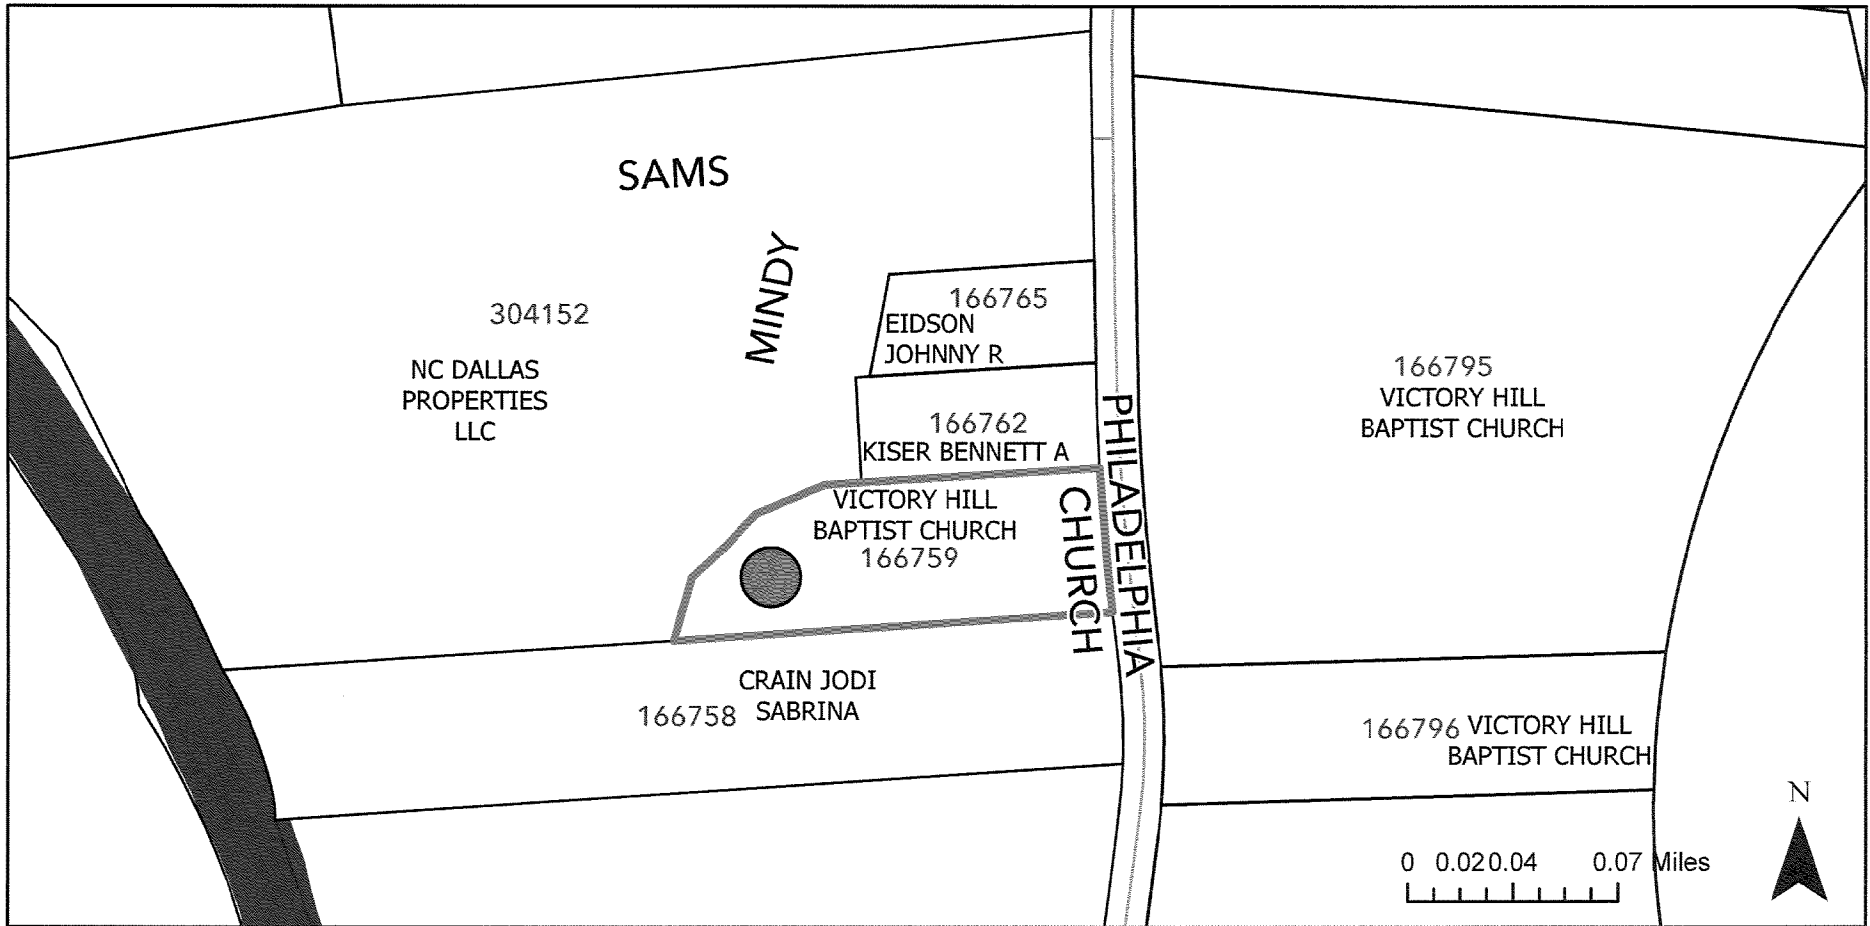 SAMS
MINDY
304152
NC DALLAS
PROPERTIES
LLC
166765
EIDSON
JOHNNY R
166762
KISER BENNETT A
VICTORY HILL
BAPTIST CHURCH
166759
PHILADELPHIA
CHURCH
166795
VICTORY HILL
BAPTIST CHURCH
CRAIN JODI
166758 SABRINA
166796 VICTORY HILL
BAPTIST CHURCH
N
0 0.02 0.04 0.07 Miles